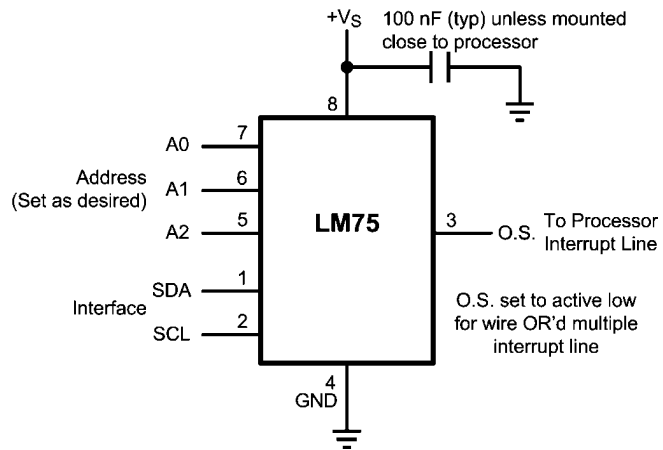 +VS
100 nF (typ) unless mounted
close to processor
8
A0
7
Address
(Set as desired)
A1
6
A2
5
LM75
3
O.S.
To Processor
Interrupt Line
SDA
1
Interface
SCL
2
O.S. set to active low
for wire OR'd multiple
interrupt line
4
GND